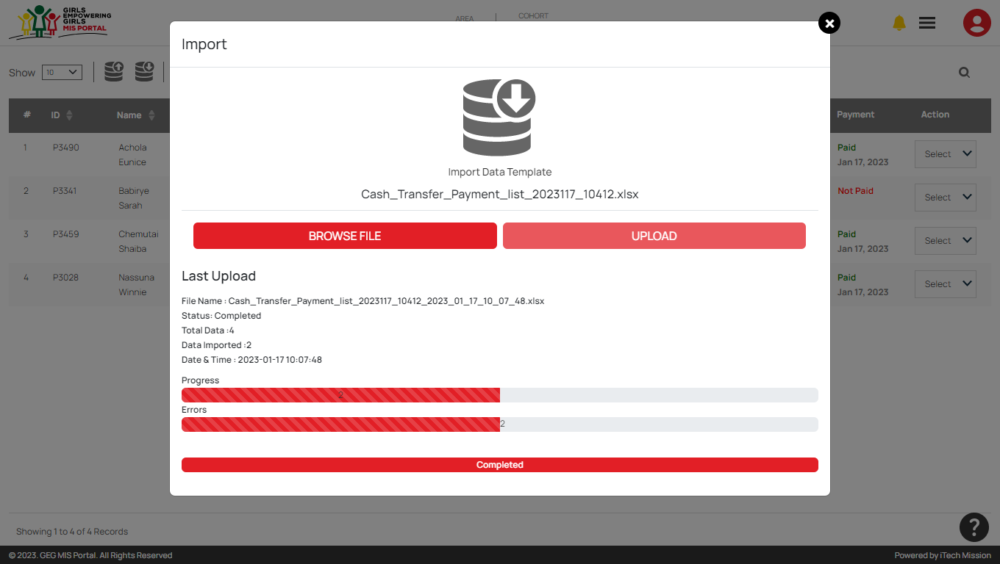 GIRLS
EMPOWERING
GIRLS
MIS PORTAL
AREA
COHORT
Import
Show
10
Import Data Template
Cash_Transfer_Payment_list_2023117_10412.xlsx
BROWSE FILE
UPLOAD
# ID Name Payment Action
1 P3490 Achola Eunice Paid Jan 17, 2023 Select
2 P3341 Babirye Sarah Not Paid Select
3 P3459 Chemutai Shaiba Paid Jan 17, 2023 Select
4 P3028 Nassuna Winnie Paid Jan 17, 2023 Select
Last Upload
File Name : Cash_Transfer_Payment_list_2023117_10412_2023_01_17_10_07_48.xlsx
Status: Completed
Total Data :4
Data Imported :2
Date & Time : 2023-01-17 10:07:48
Progress
2
Errors
2
Completed
Showing 1 to 4 of 4 Records
?
© 2023. GEG MIS Portal. All Rights Reserved
Powered by iTech Mission